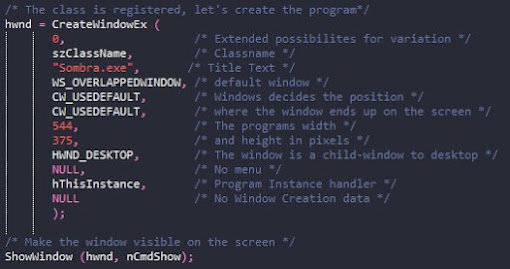 /* The class is registered, let's create the program*/
hwnd = CreateWindowEx (
0, /* Extended possibilites for variation */
szClassName, /* Classname */
"Sombra.exe", /* Title Text */
WS_OVERLAPPEDWINDOW, /* default window */
CW_USEDEFAULT, /* Windows decides the position */
CW_USEDEFAULT, /* where the window ends up on the screen */
544, /* The programs width */
375, /* and height in pixels */
HWND_DESKTOP, /* The window is a child-window to desktop */
NULL, /* No menu */
hThisInstance, /* Program Instance handler */
NULL /* No Window Creation data */
);
/* Make the window visible on the screen */
ShowWindow (hwnd, nCmdShow);